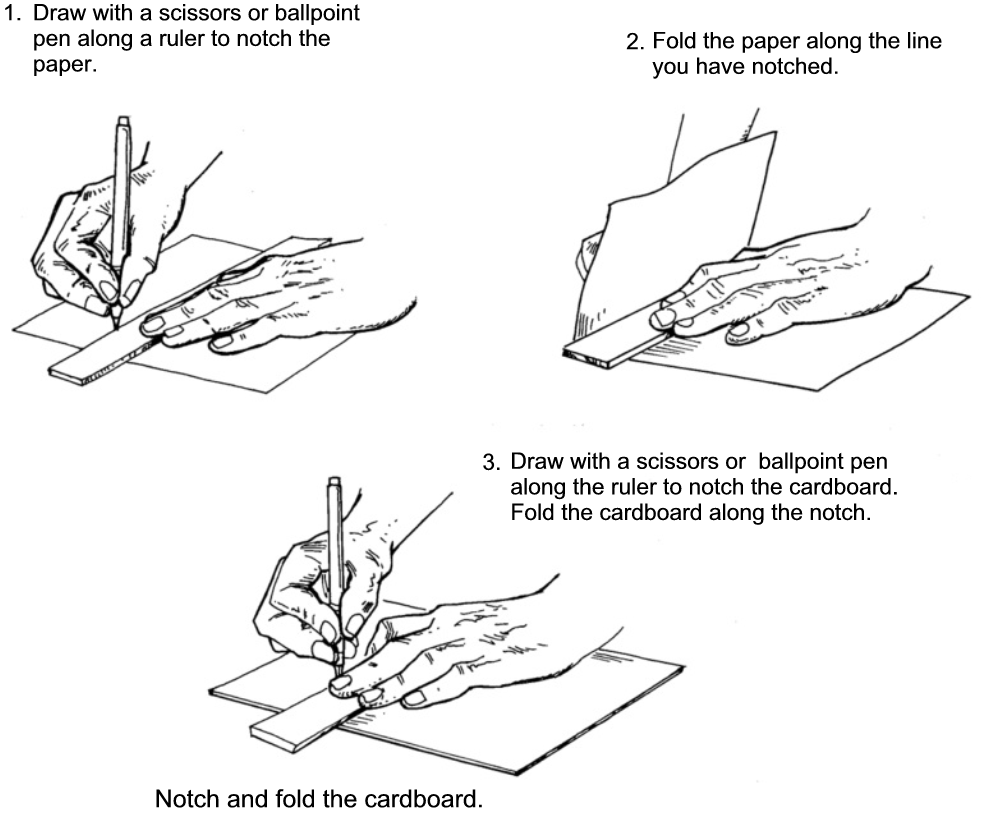 1. Draw with a scissors or ballpoint
pen along a ruler to notch the
paper.
2. Fold the paper along the line
you have notched.
3. Draw with a scissors or ballpoint pen
along the ruler to notch the cardboard.
Fold the cardboard along the notch.
Notch and fold the cardboard.